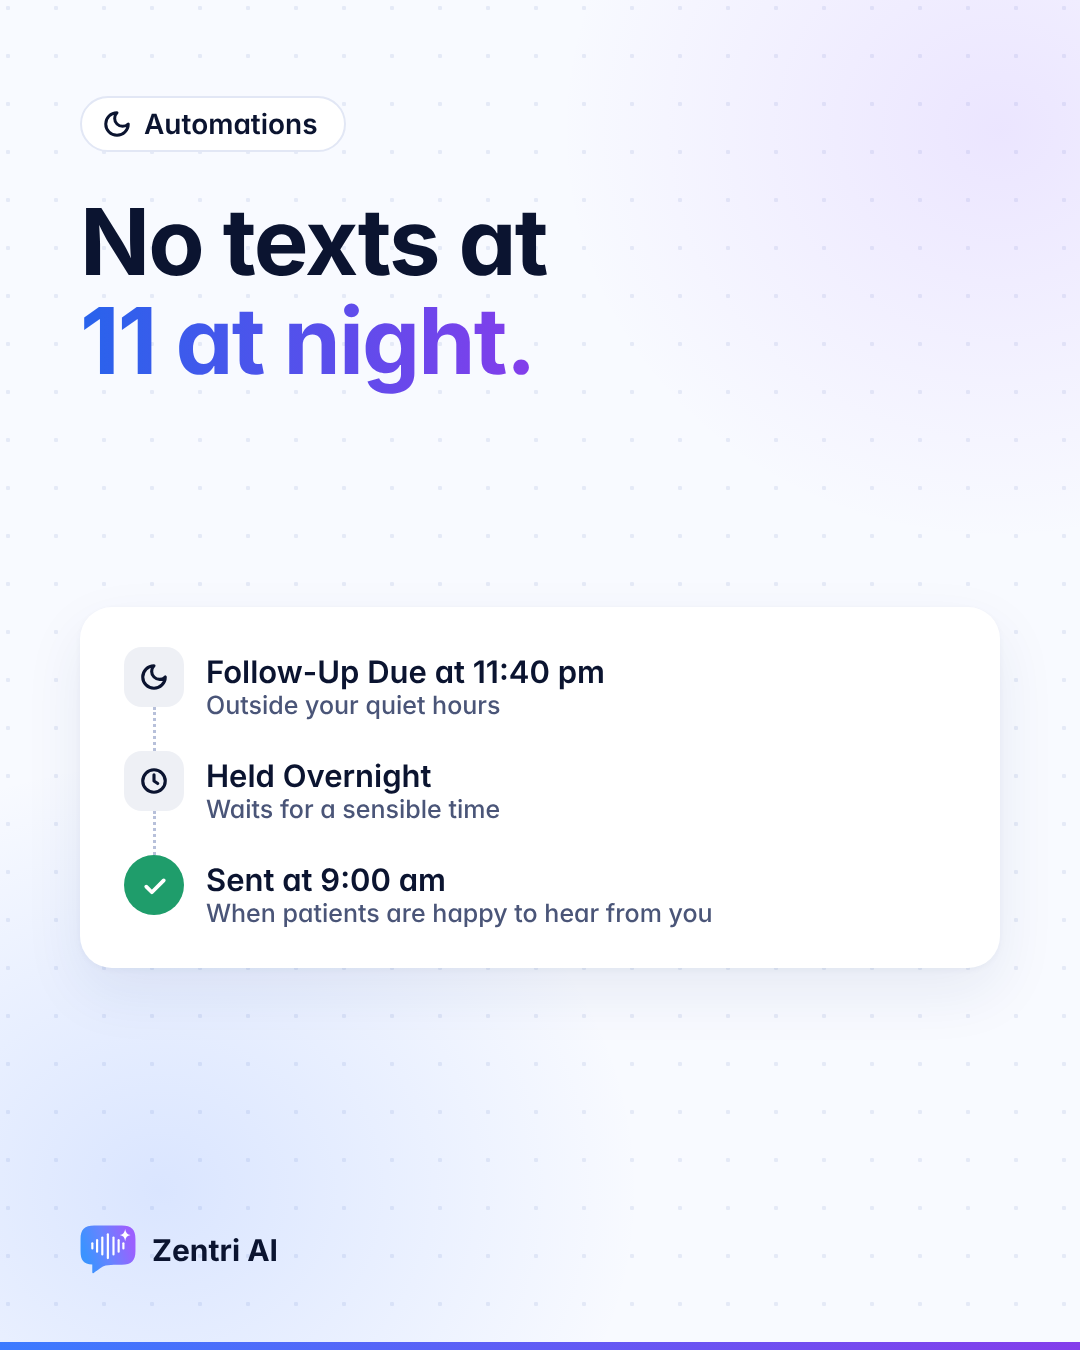 Automations
No texts at
11 at night.
Follow-Up Due at 11:40 pm
Outside your quiet hours
Held Overnight
Waits for a sensible time
Sent at 9:00 am
When patients are happy to hear from you
Zentri AI